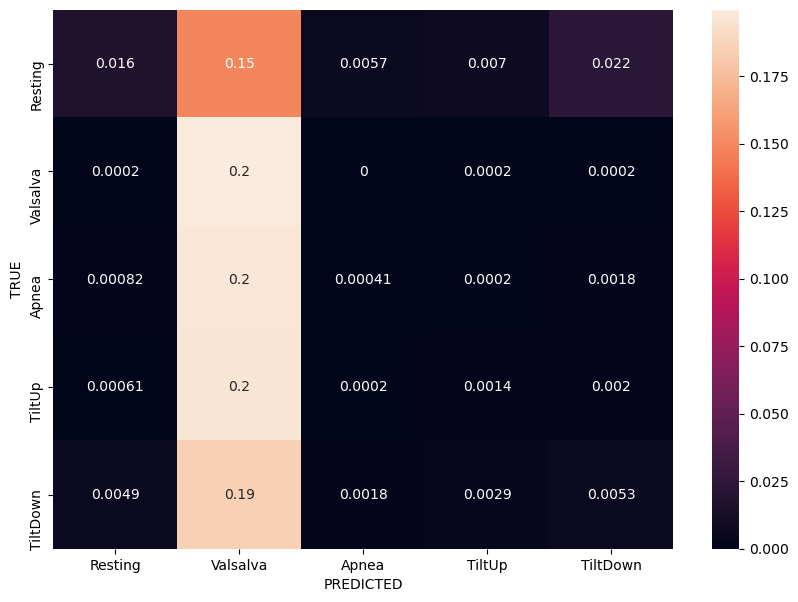 Resting 0.016 0.15 0.0057 0.007 0.022
Valsalva 0.0002 0.2 0 0.0002 0.0002
Apnea 0.00082 0.2 0.00041 0.0002 0.0018
TiltUp 0.00061 0.2 0.0002 0.0014 0.002
TiltDown 0.0049 0.19 0.0018 0.0029 0.0053
TRUE
Resting Valsalva Apnea TiltUp TiltDown
PREDICTED
0.175
0.150
0.125
0.100
0.075
0.050
0.025
0.000